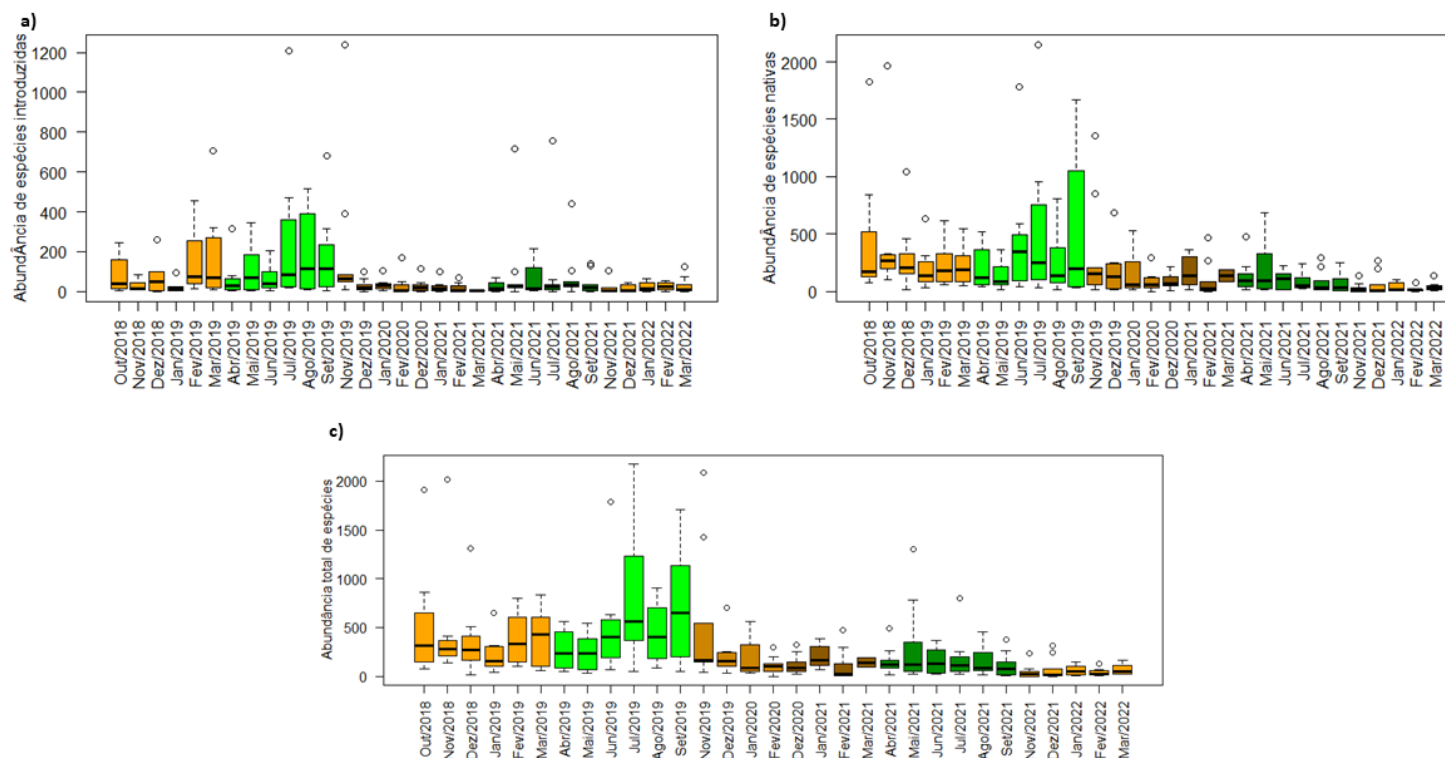 a)
AbundÂncia de espécies introduzidas
1200
1000
800
600
400
200
0
Out/2018
Nov/2018
Dez/2018
Jan/2019
Fev/2019
Mar/2019
Abr/2019
Mai/2019
Jun/2019
Jul/2019
Ago/2019
Set/2019
Nov/2019
Dez/2019
Jan/2020
Fev/2020
Dez/2020
Jan/2021
Fev/2021
Mar/2021
Abr/2021
Mai/2021
Jun/2021
Jul/2021
Ago/2021
Set/2021
Nov/2021
Dez/2021
Jan/2022
Fev/2022
Mar/2022
b)
AbundÂncia de espécies nativas
2000
1500
1000
500
0
Out/2018
Nov/2018
Dez/2018
Jan/2019
Fev/2019
Mar/2019
Abr/2019
Mai/2019
Jun/2019
Jul/2019
Ago/2019
Set/2019
Nov/2019
Dez/2019
Jan/2020
Fev/2020
Dez/2020
Jan/2021
Fev/2021
Mar/2021
Abr/2021
Mai/2021
Jun/2021
Jul/2021
Ago/2021
Set/2021
Nov/2021
Dez/2021
Jan/2022
Fev/2022
Mar/2022
c)
Abundância total de espécies
2000
1500
1000
500
0
Out/2018
Nov/2018
Dez/2018
Jan/2019
Fev/2019
Mar/2019
Abr/2019
Mai/2019
Jun/2019
Jul/2019
Ago/2019
Set/2019
Nov/2019
Dez/2019
Jan/2020
Fev/2020
Dez/2020
Jan/2021
Fev/2021
Mar/2021
Abr/2021
Mai/2021
Jun/2021
Jul/2021
Ago/2021
Set/2021
Nov/2021
Dez/2021
Jan/2022
Fev/2022
Mar/2022